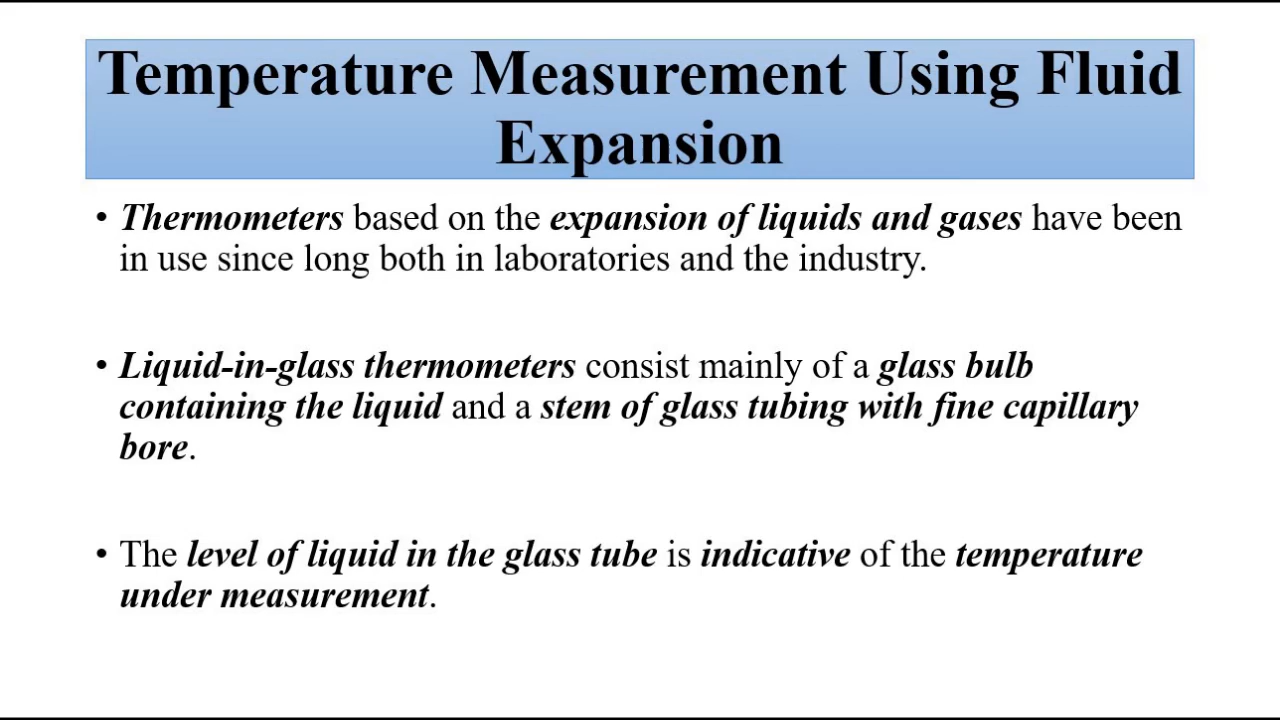 Temperature Measurement Using Fluid
Expansion
• Thermometers based on the expansion of liquids and gases have been
in use since long both in laboratories and the industry.
• Liquid-in-glass thermometers consist mainly of a glass bulb
containing the liquid and a stem of glass tubing with fine capillary
bore.
• The level of liquid in the glass tube is indicative of the temperature
under measurement.